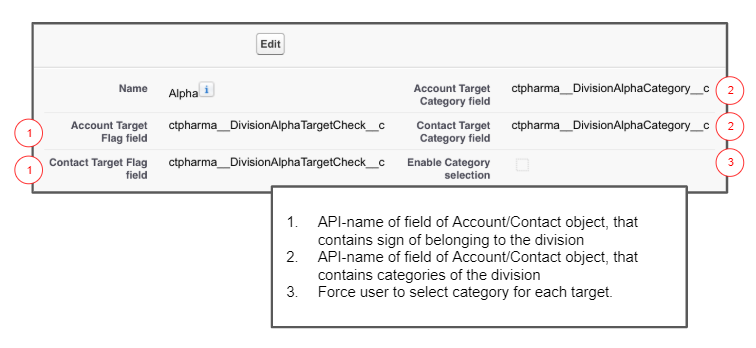 Edit
Name
Alpha i
Account Target
Category field
ctpharma__DivisionAlphaCategory__c
2
1
Account Target
Flag field
ctpharma__DivisionAlphaTargetCheck__c
Contact Target
Category field
ctpharma__DivisionAlphaCategory__c
2
1
Contact Target Flag
field
ctpharma__DivisionAlphaTargetCheck__c
Enable Category
selection
3
1. API-name of field of Account/Contact object, that
contains sign of belonging to the division
2. API-name of field of Account/Contact object, that
contains categories of the division
3. Force user to select category for each target.